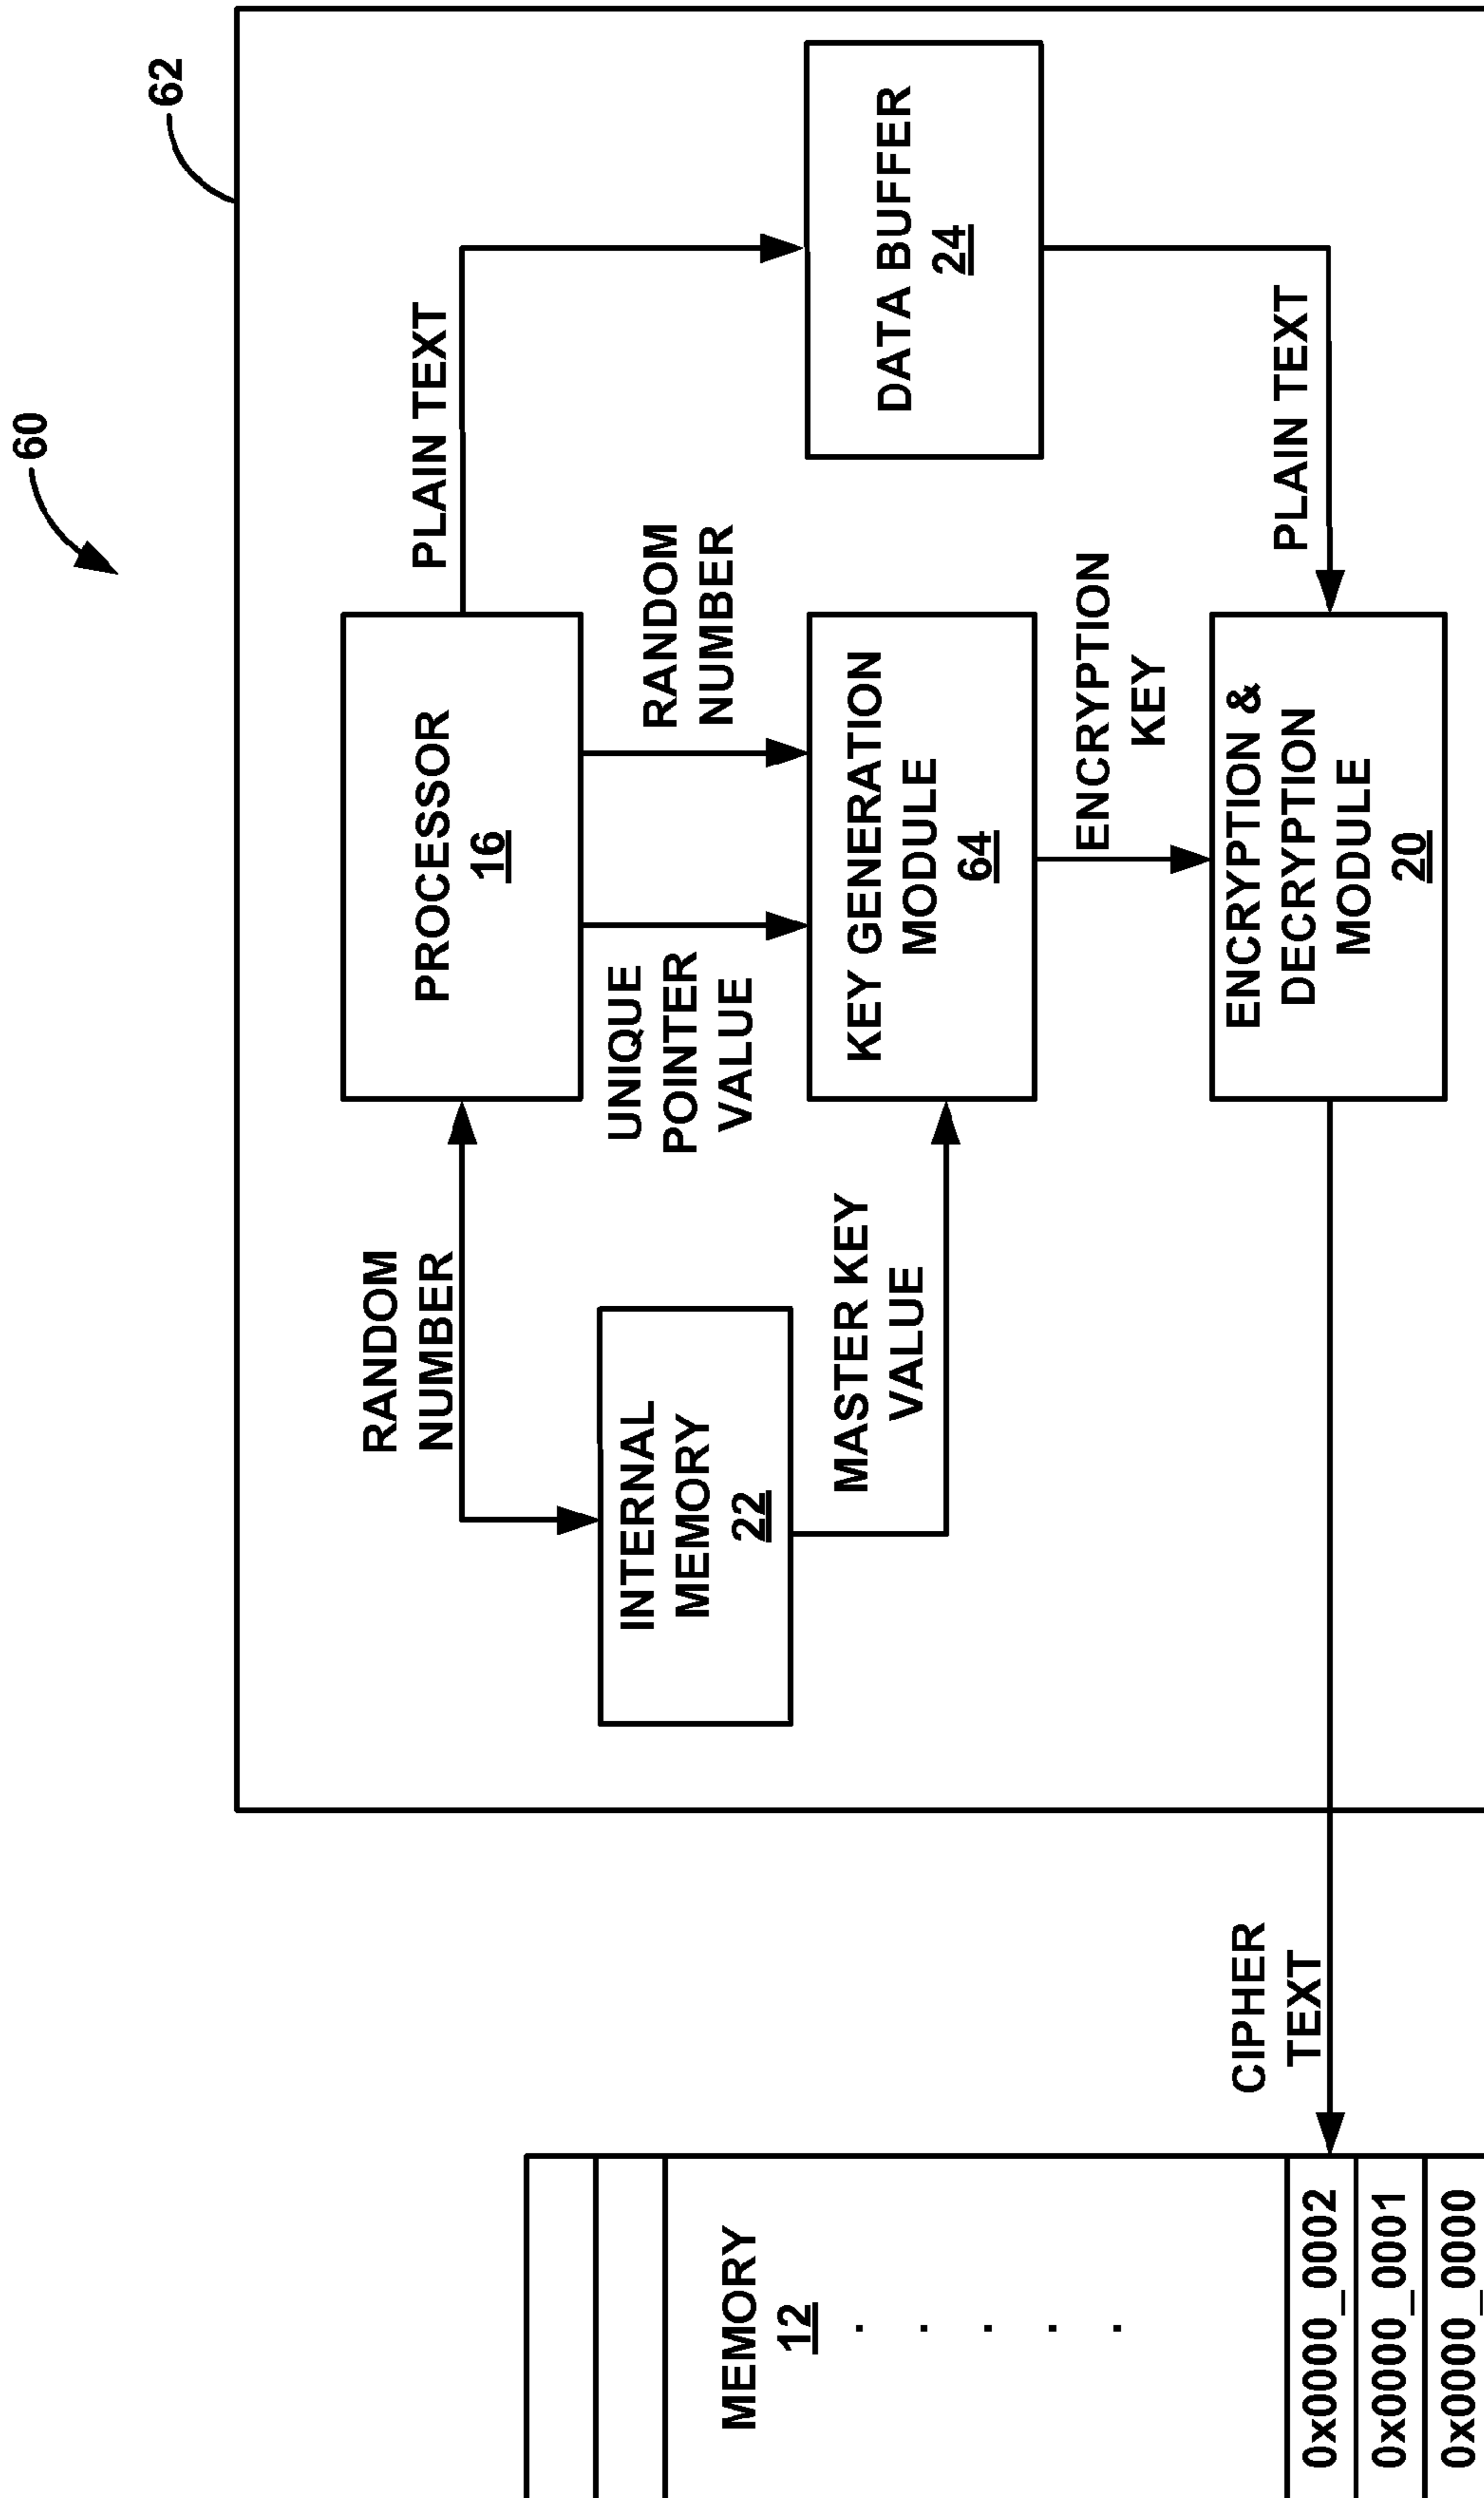 60
62
RANDOM
NUMBER
PROCESSOR
16
PLAIN TEXT
INTERNAL
MEMORY
22
UNIQUE
POINTER
VALUE
RANDOM
NUMBER
DATA BUFFER
24
MASTER KEY
VALUE
KEY GENERATION
MODULE
64
ENCRYPTION
KEY
PLAIN TEXT
ENCRYPTION &
DECRYPTION
MODULE
20
CIPHER
TEXT
MEMORY
12
. . . . .
0x0000_0002
0x0000_0001
0x0000_0000